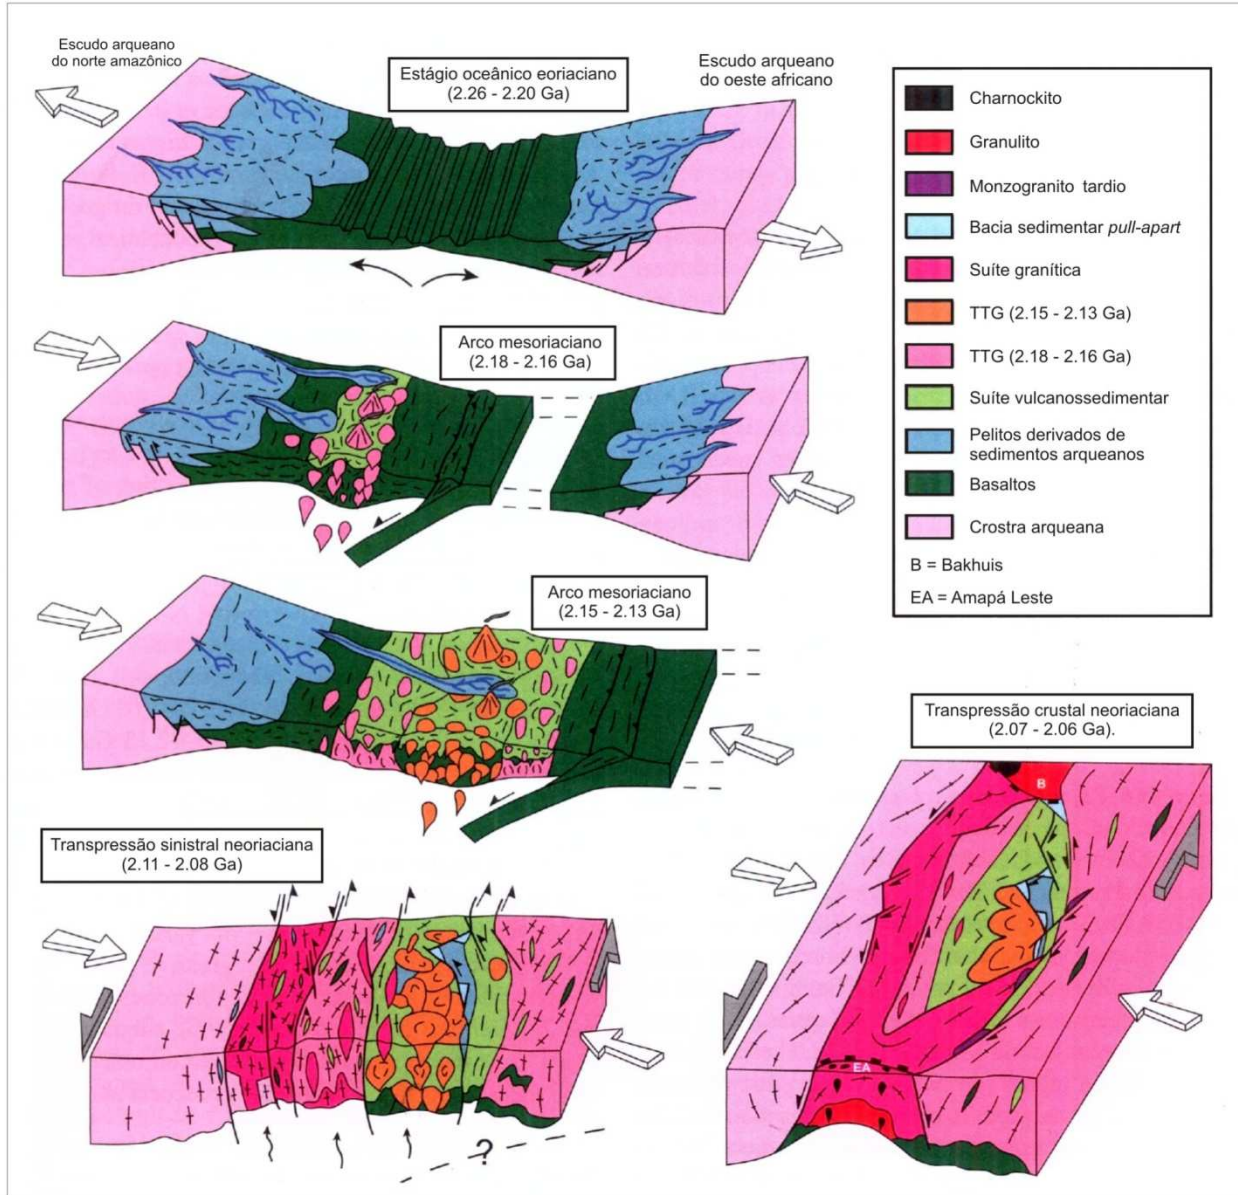 Escudo arqueano
do norte amazônico
Estágio oceânico eoriaciano
(2.26 - 2.20 Ga)
Escudo arqueano
do oeste africano
Arco mesoriaciano
(2.18 - 2.16 Ga)
Arco mesoriaciano
(2.15 - 2.13 Ga)
Transpressão sinistral neoriaciana
(2.11 - 2.08 Ga)
?
Transpressão crustal neoriaciana
(2.07 - 2.06 Ga).
B
EA
Charnockito
Granulito
Monzogranito tardio
Bacia sedimentar pull-apart
Suíte granítica
TTG (2.15 - 2.13 Ga)
TTG (2.18 - 2.16 Ga)
Suíte vulcanossedimentar
Pelitos derivados de
sedimentos arqueanos
Basaltos
Crostra arqueana
B = Bakhuis
EA = Amapá Leste